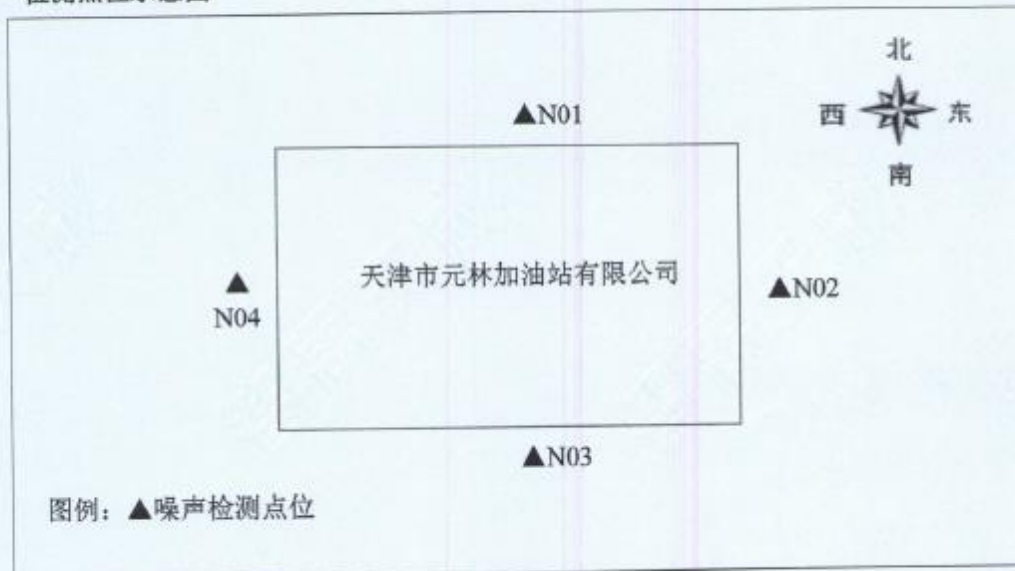 北
▲N01
西 东
南
天津市元林加油站有限公司
▲
N04
▲N02
▲N03
图例：▲噪声检测点位